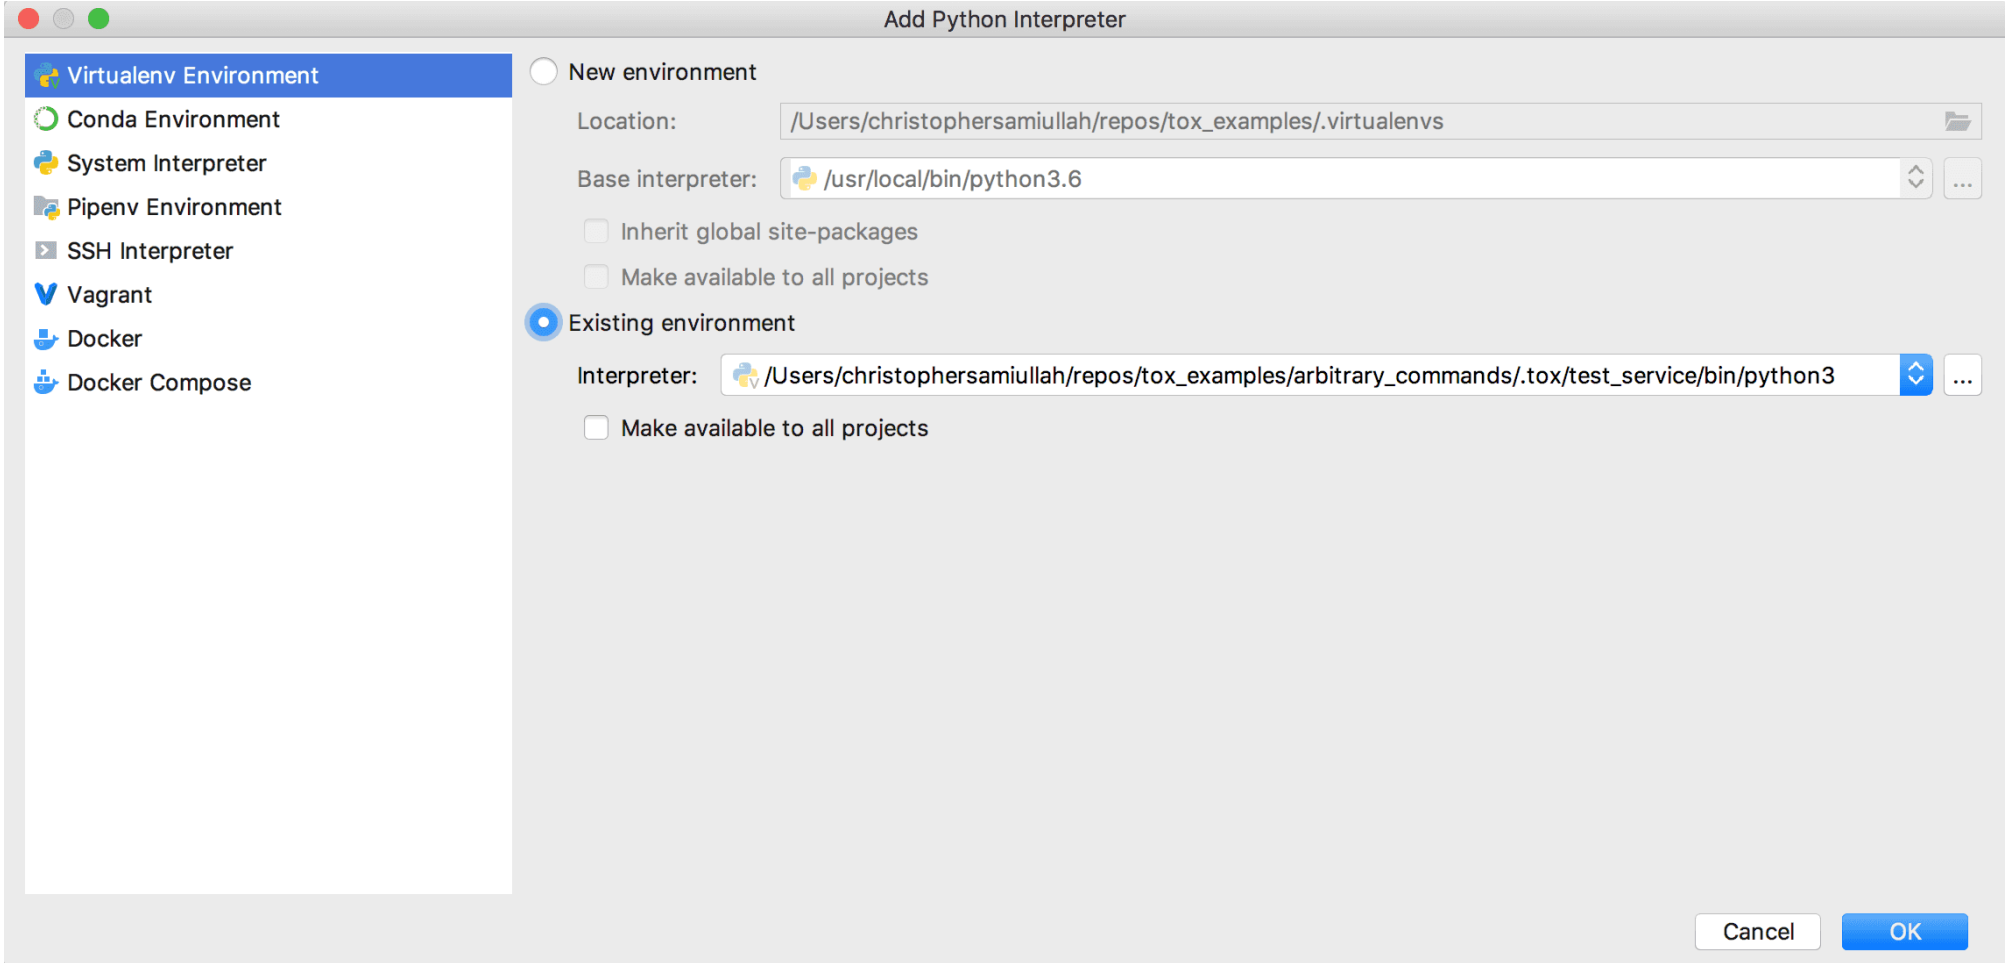 Add Python Interpreter
Virtualenv Environment
Conda Environment
System Interpreter
Pipenv Environment
SSH Interpreter
Vagrant
Docker
Docker Compose
New environment
Location: /Users/christophersamiullah/repos/tox_examples/.virtualenvs
Base interpreter: /usr/local/bin/python3.6 ...
Inherit global site-packages
Make available to all projects
Existing environment
Interpreter: /Users/christophersamiullah/repos/tox_examples/arbitrary_commands/.tox/test_service/bin/python3 ...
Make available to all projects
Cancel OK